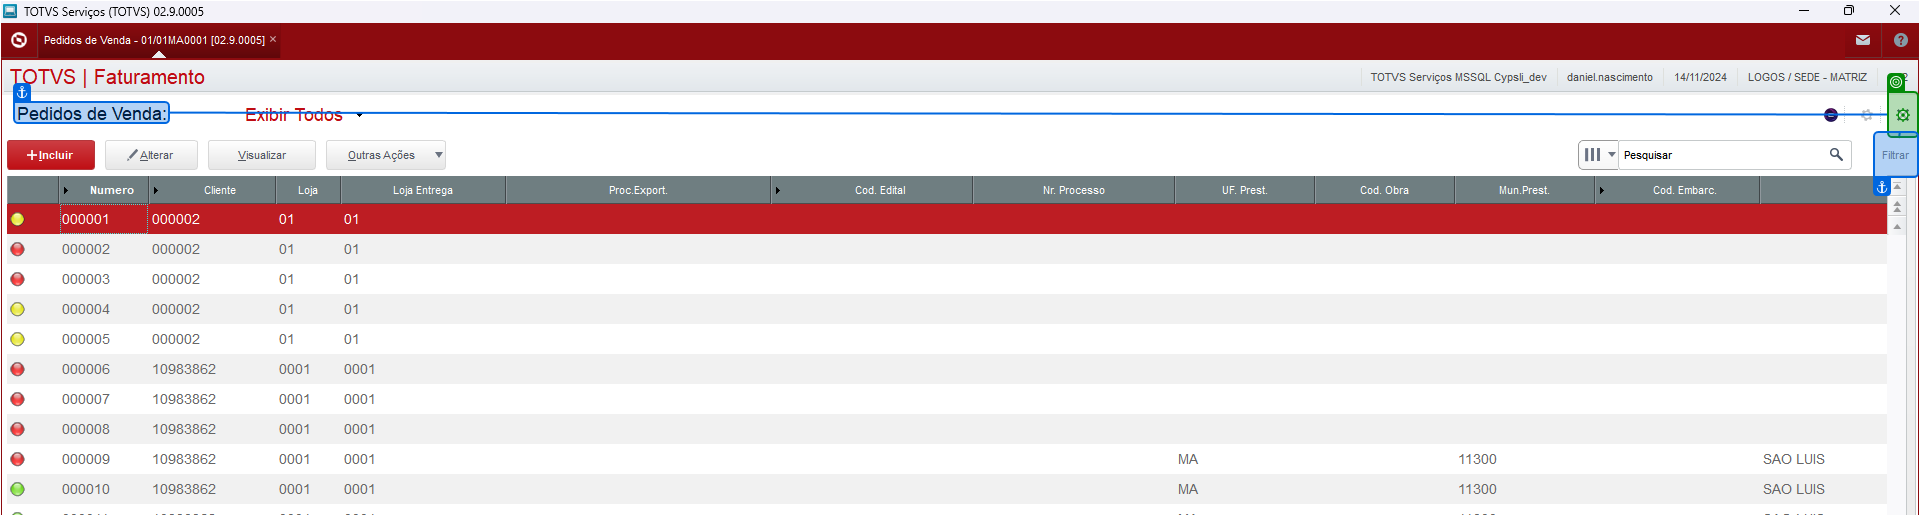 TOTVS Serviços (TOTVS) 02.9.0005
Pedidos de Venda - 01/01MA0001 [02.9.0005]
TOTVS | Faturamento
TOTVS Serviços MSSQL Cypsli_dev daniel.nascimento 14/11/2024 LOGOS / SEDE - MATRIZ
Pedidos de Venda: Exibir Todos
+Incluir Alterar Visualizar Outras Ações Pesquisar Filtrar
Numero Cliente Loja Loja Entrega Proc.Export. Cod. Edital Nr. Processo UF. Prest. Cod. Obra Mun.Prest. Cod. Embarc.
000001 000002 01 01
000002 000002 01 01
000003 000002 01 01
000004 000002 01 01
000005 000002 01 01
000006 10983862 0001 0001
000007 10983862 0001 0001
000008 10983862 0001 0001
000009 10983862 0001 0001 MA 11300 SAO LUIS
000010 10983862 0001 0001 MA 11300 SAO LUIS